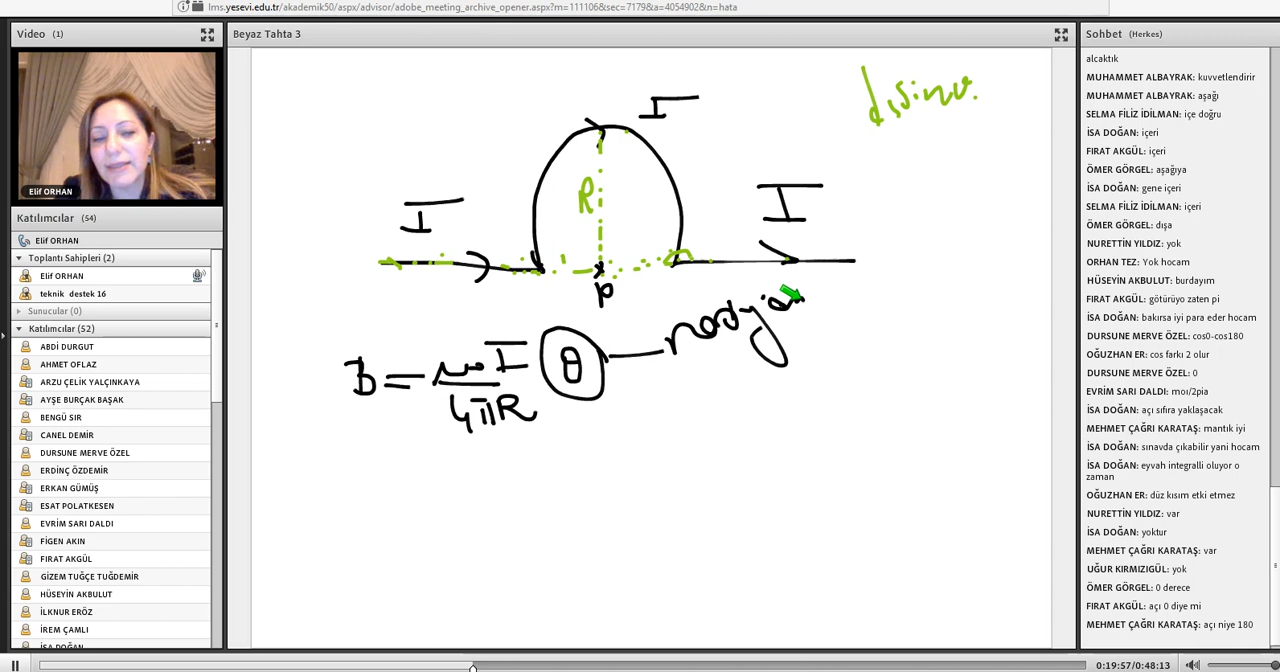 lms.yesevi.edu.tr/akademik50/aspx/advisor/adobe_meeting_archive_opener.aspx?m=111106&sec=7179&a=4054902&n=hata
Video (1)
Elif ORHAN
Katılımcılar (54)
Elif ORHAN
Toplantı Sahipleri (2)
Elif ORHAN
teknik destek 16
Sunucular (0)
Katılımcılar (52)
ABDİ DURGUT
AHMET OFLAZ
ARZU ÇELİK YALÇINKAYA
AYŞE BURÇAK BAŞAK
BENGÜ SIR
CANEL DEMİR
DURSUNE MERVE ÖZEL
ERDİNÇ ÖZDEMİR
ERKAN GÜMÜŞ
ESAT POLATKESEN
EVRİM SARI DALDI
FİGEN AKIN
FIRAT AKGÜL
GİZEM TUĞÇE TUĞDEMİR
HÜSEYİN AKBULUT
İLKNUR ERÖZ
İREM ÇAMLI
İSA DOĞAN
Beyaz Tahta 3
I
R
I
I
P
B = μ0 I θ
4πR
Sohbet (Herkes)
alcaktık
MUHAMMET ALBAYRAK: kuvvetlendirir
MUHAMMET ALBAYRAK: aşağı
SELMA FİLİZ İDİLMAN: içe doğru
İSA DOĞAN: içeri
FIRAT AKGÜL: içeri
ÖMER GÖRGEL: aşağıya
İSA DOĞAN: gene içeri
SELMA FİLİZ İDİLMAN: içeri
ÖMER GÖRGEL: dışa
NURETTİN YILDIZ: yok
ORHAN TEZ: Yok hocam
HÜSEYİN AKBULUT: burdayım
FIRAT AKGÜL: götürüyo zaten pi
İSA DOĞAN: bakırsa iyi para eder hocam
DURSUNE MERVE ÖZEL: cos0-cos180
OĞUZHAN ER: cos farkı 2 olur
DURSUNE MERVE ÖZEL: 0
EVRİM SARI DALDI: moı/2pia
İSA DOĞAN: açı sıfıra yaklaşacak
MEHMET ÇAĞRI KARATAŞ: mantık iyi
İSA DOĞAN: sınavda çıkabilir yani hocam
İSA DOĞAN: eyvah integralli oluyor o
zaman
OĞUZHAN ER: düz kısım etki etmez
NURETTİN YILDIZ: var
İSA DOĞAN: yoktur
MEHMET ÇAĞRI KARATAŞ: var
UĞUR KIRMIZIGÜL: yok
ÖMER GÖRGEL: 0 derece
FIRAT AKGÜL: açı 0 diye mi
MEHMET ÇAĞRI KARATAŞ: açı niye 180
0:19:57/0:48:13